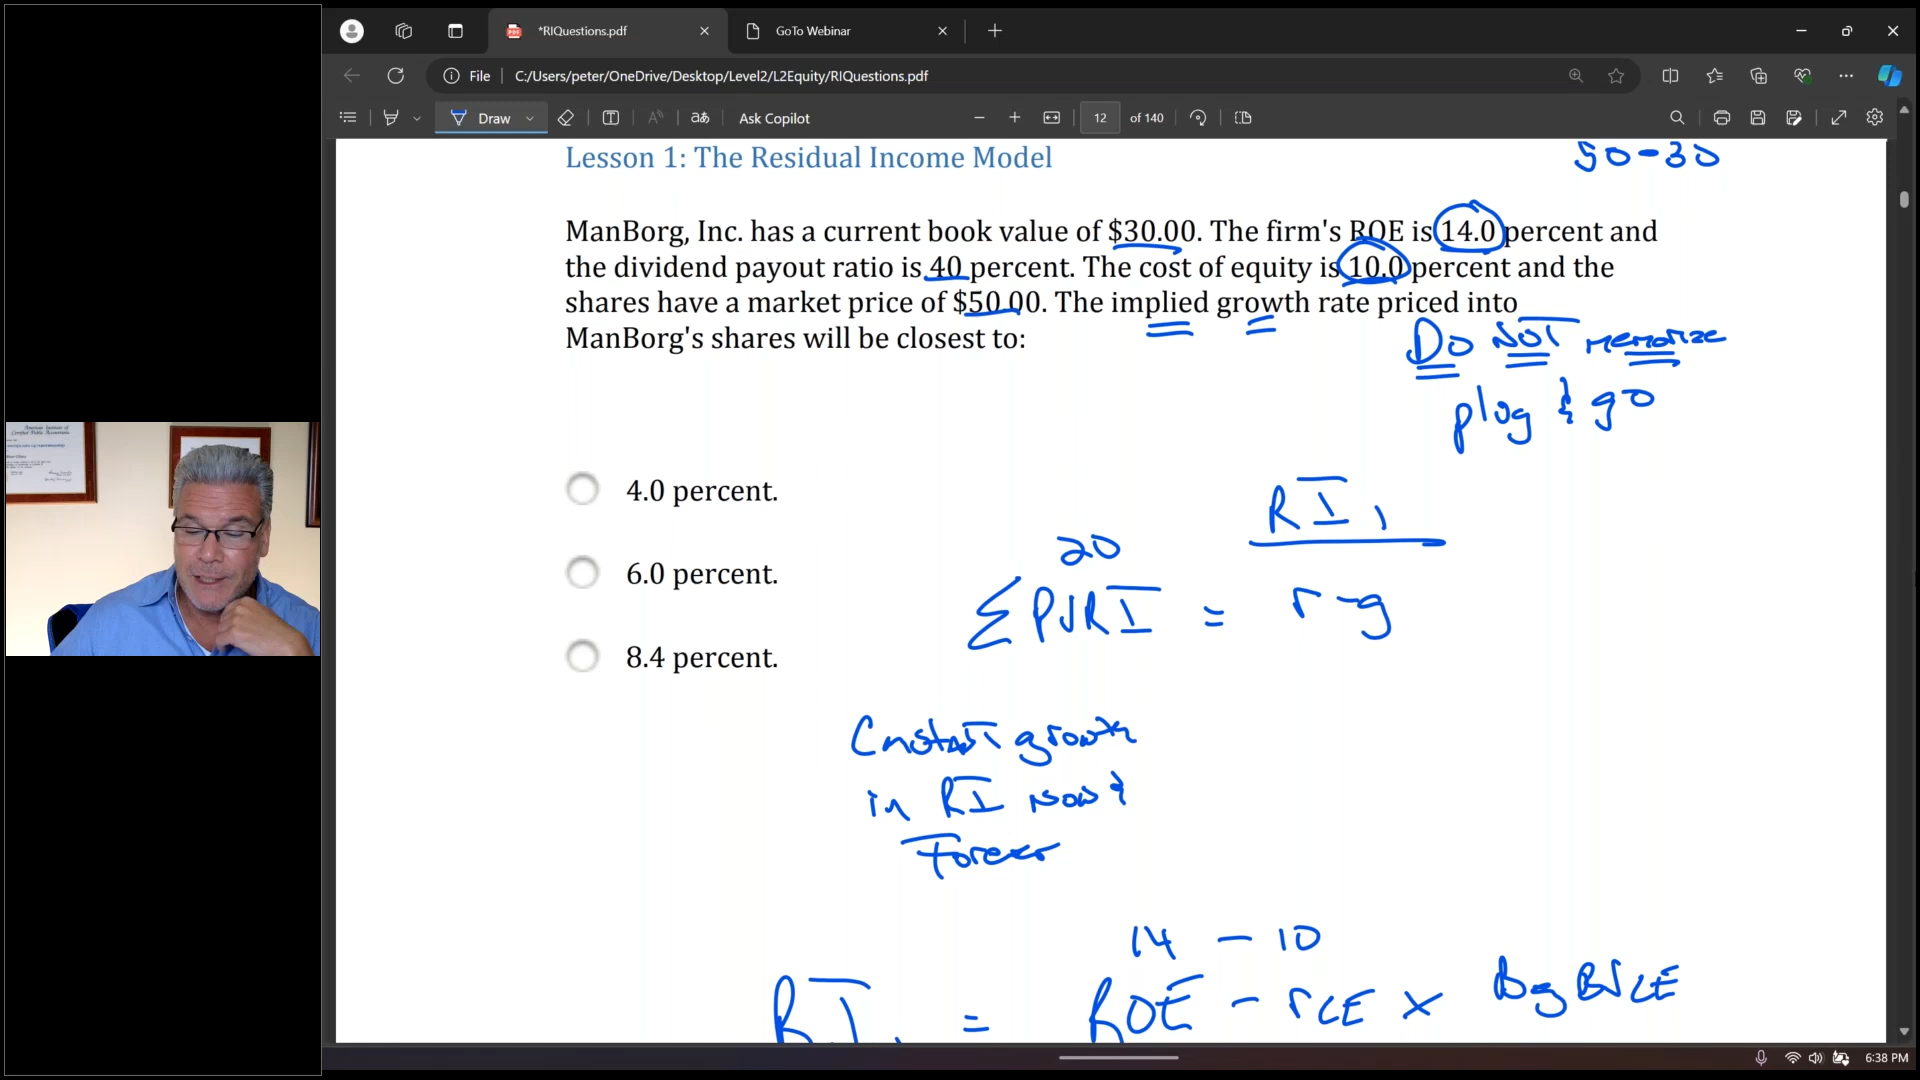 *RIQuestions.pdf
GoTo Webinar
File
C:/Users/peter/OneDrive/Desktop/Level2/L2Equity/RIQuestions.pdf
Draw
Ask Copilot
12 of 140
Lesson 1: The Residual Income Model
50-30
ManBorg, Inc. has a current book value of $30.00. The firm's ROE is 14.0 percent and
the dividend payout ratio is 40 percent. The cost of equity is 10.0 percent and the
shares have a market price of $50.00. The implied growth rate priced into
ManBorg's shares will be closest to:
Do NOT memorize
plug & go
4.0 percent.
6.0 percent.
8.4 percent.
20
RI1
Σ PVRI = r-g
Constant growth
in RI Now &
Forever
14 - 10
RI1 = ROE - rCE × Bg BVCE
6:38 PM